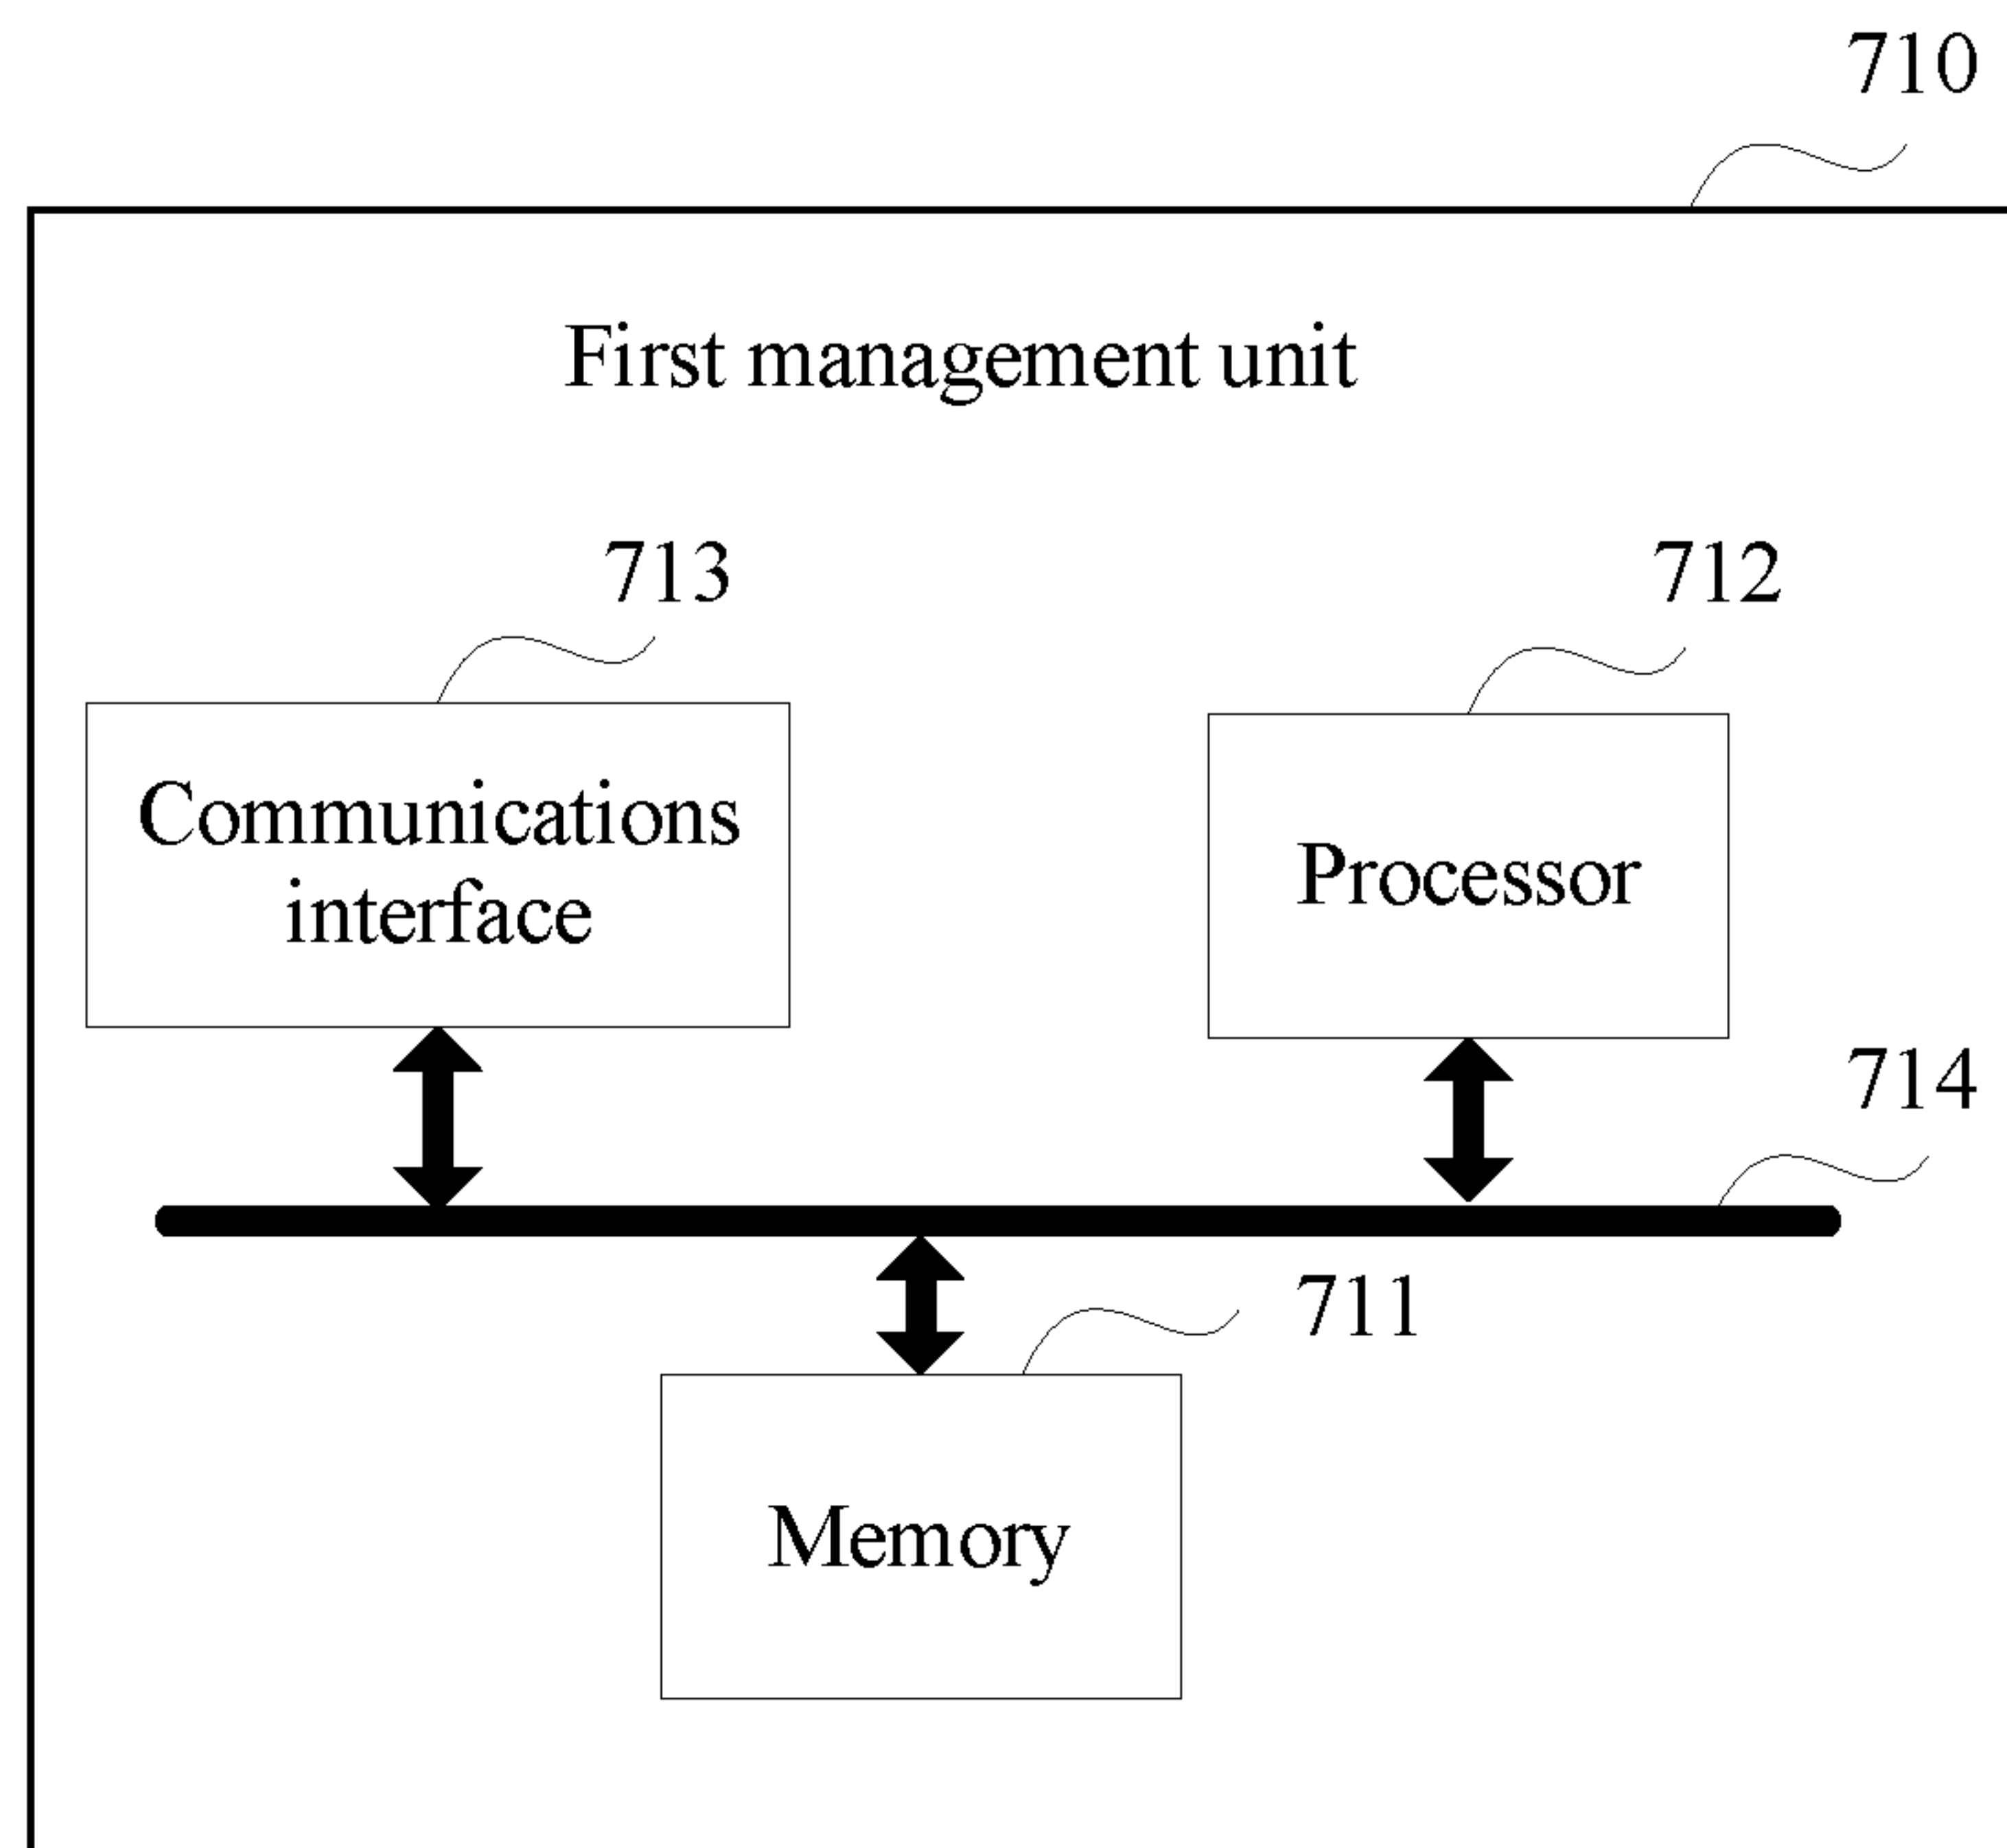 710
First management unit
713
712
Communications
interface
Processor
714
711
Memory